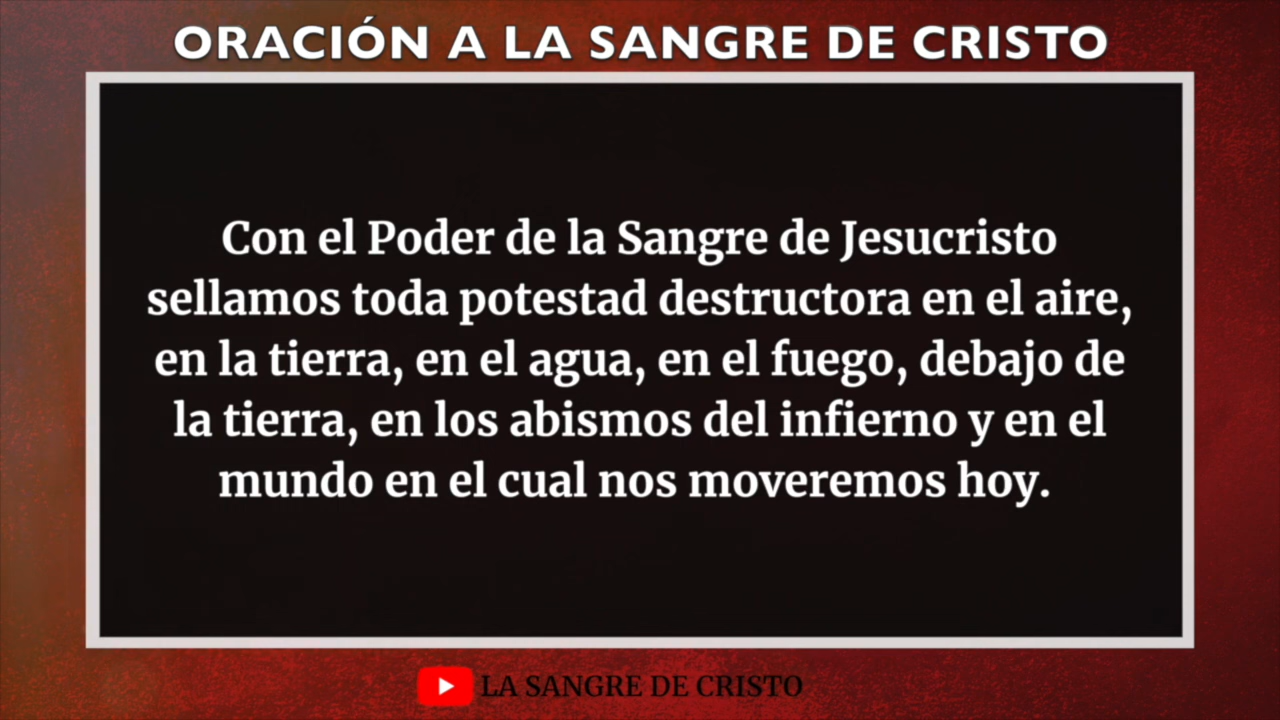 ORACIÓN A LA SANGRE DE CRISTO
Con el Poder de la Sangre de Jesucristo
sellamos toda potestad destructora en el aire,
en la tierra, en el agua, en el fuego, debajo de
la tierra, en los abismos del infierno y en el
mundo en el cual nos moveremos hoy.
LA SANGRE DE CRISTO